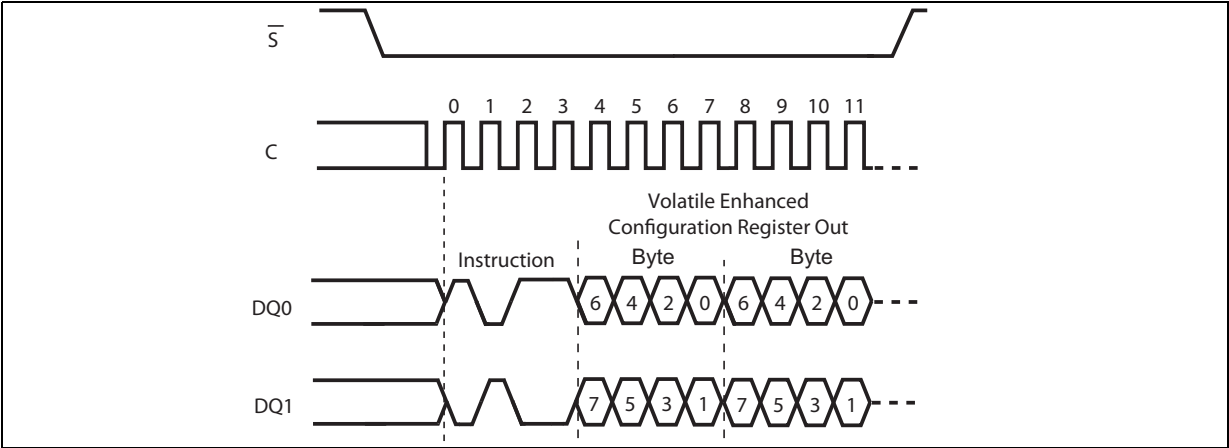 S
0 1 2 3 4 5 6 7 8 9 10 11
C
Volatile Enhanced
Configuration Register Out
Instruction Byte Byte
DQ0 6 4 2 0 6 4 2 0
DQ1 7 5 3 1 7 5 3 1